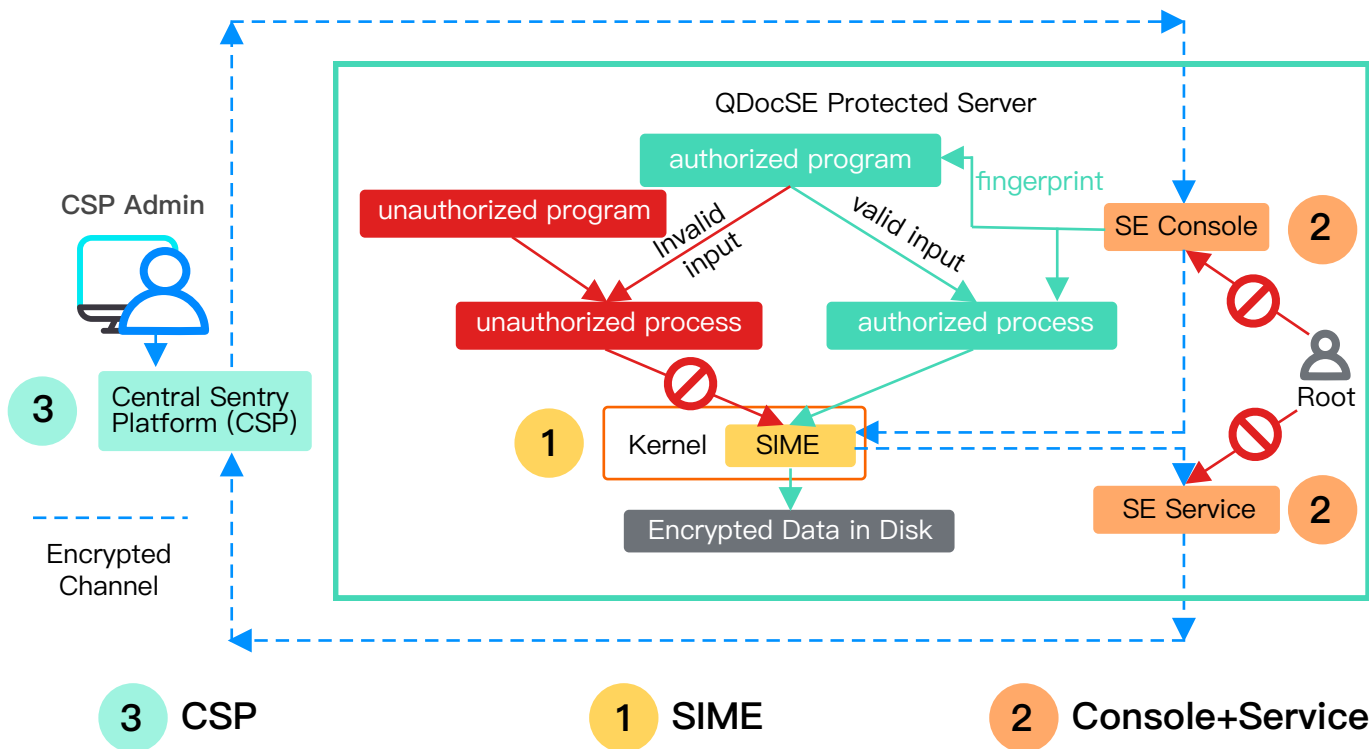 QDocSE Protected Server
authorized program
fingerprint
CSP Admin
unauthorized program
Invalid
input
valid input
SE Console
2
unauthorized process
authorized process
3
Central Sentry
Platform (CSP)
Root
1
Kernel
SIME
SE Service
2
Encrypted Data in Disk
Encrypted
Channel
3
CSP
1
SIME
2
Console+Service